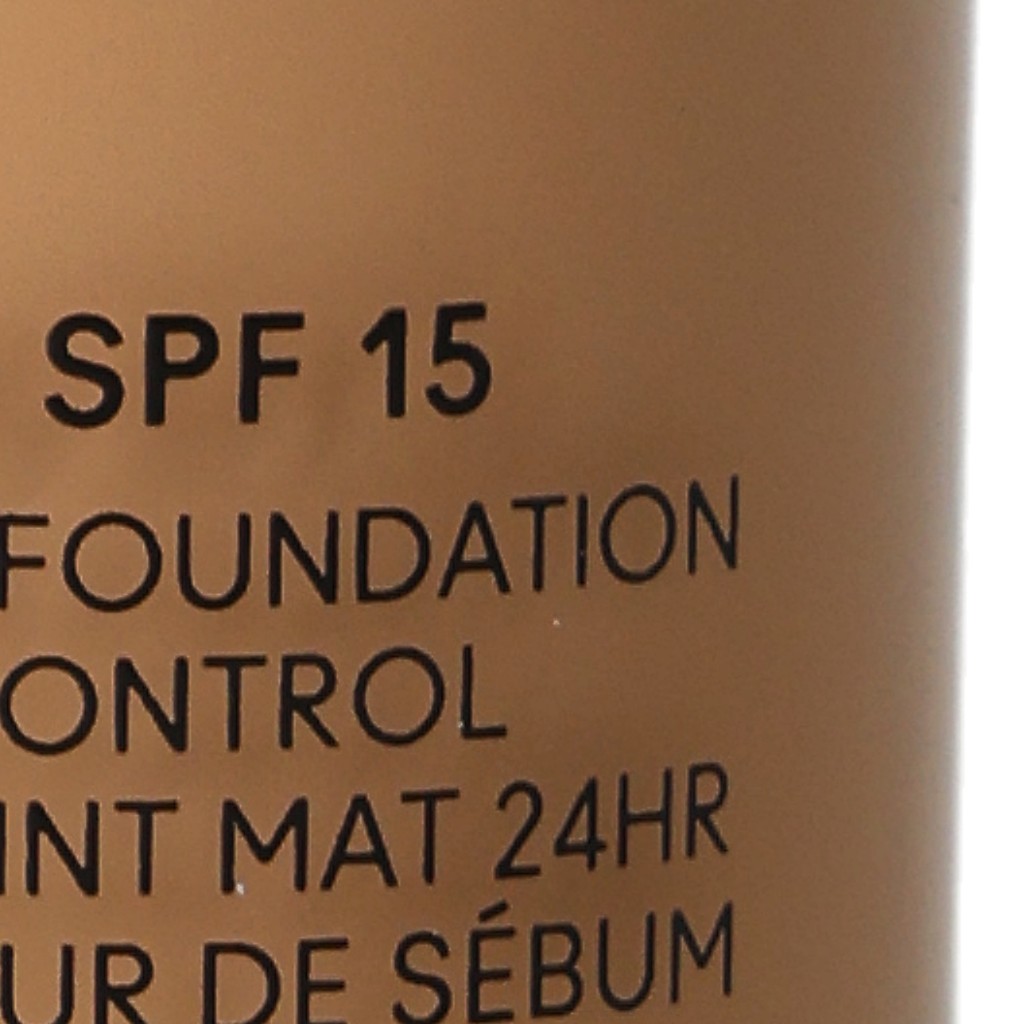 SPF 15
FOUNDATION
ONTROL
INT MAT 24HR
UR DE SÉBUM